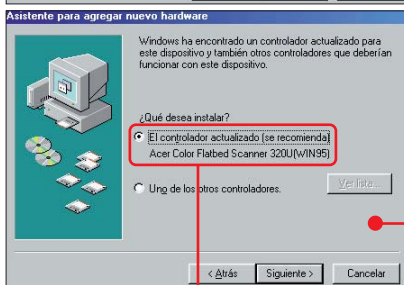 Asistente para agregar nuevo hardware
Windows ha encontrado un controlador actualizado para
este dispositivo y también otros controladores que deberían
funcionar con este dispositivo.
¿Qué desea instalar?
El controlador actualizado (se recomienda)
Acer Color Flatbed Scanner 320U(WIN95)
Uno de los otros controladores.
Ver lista...
< Atrás
Siguiente >
Cancelar